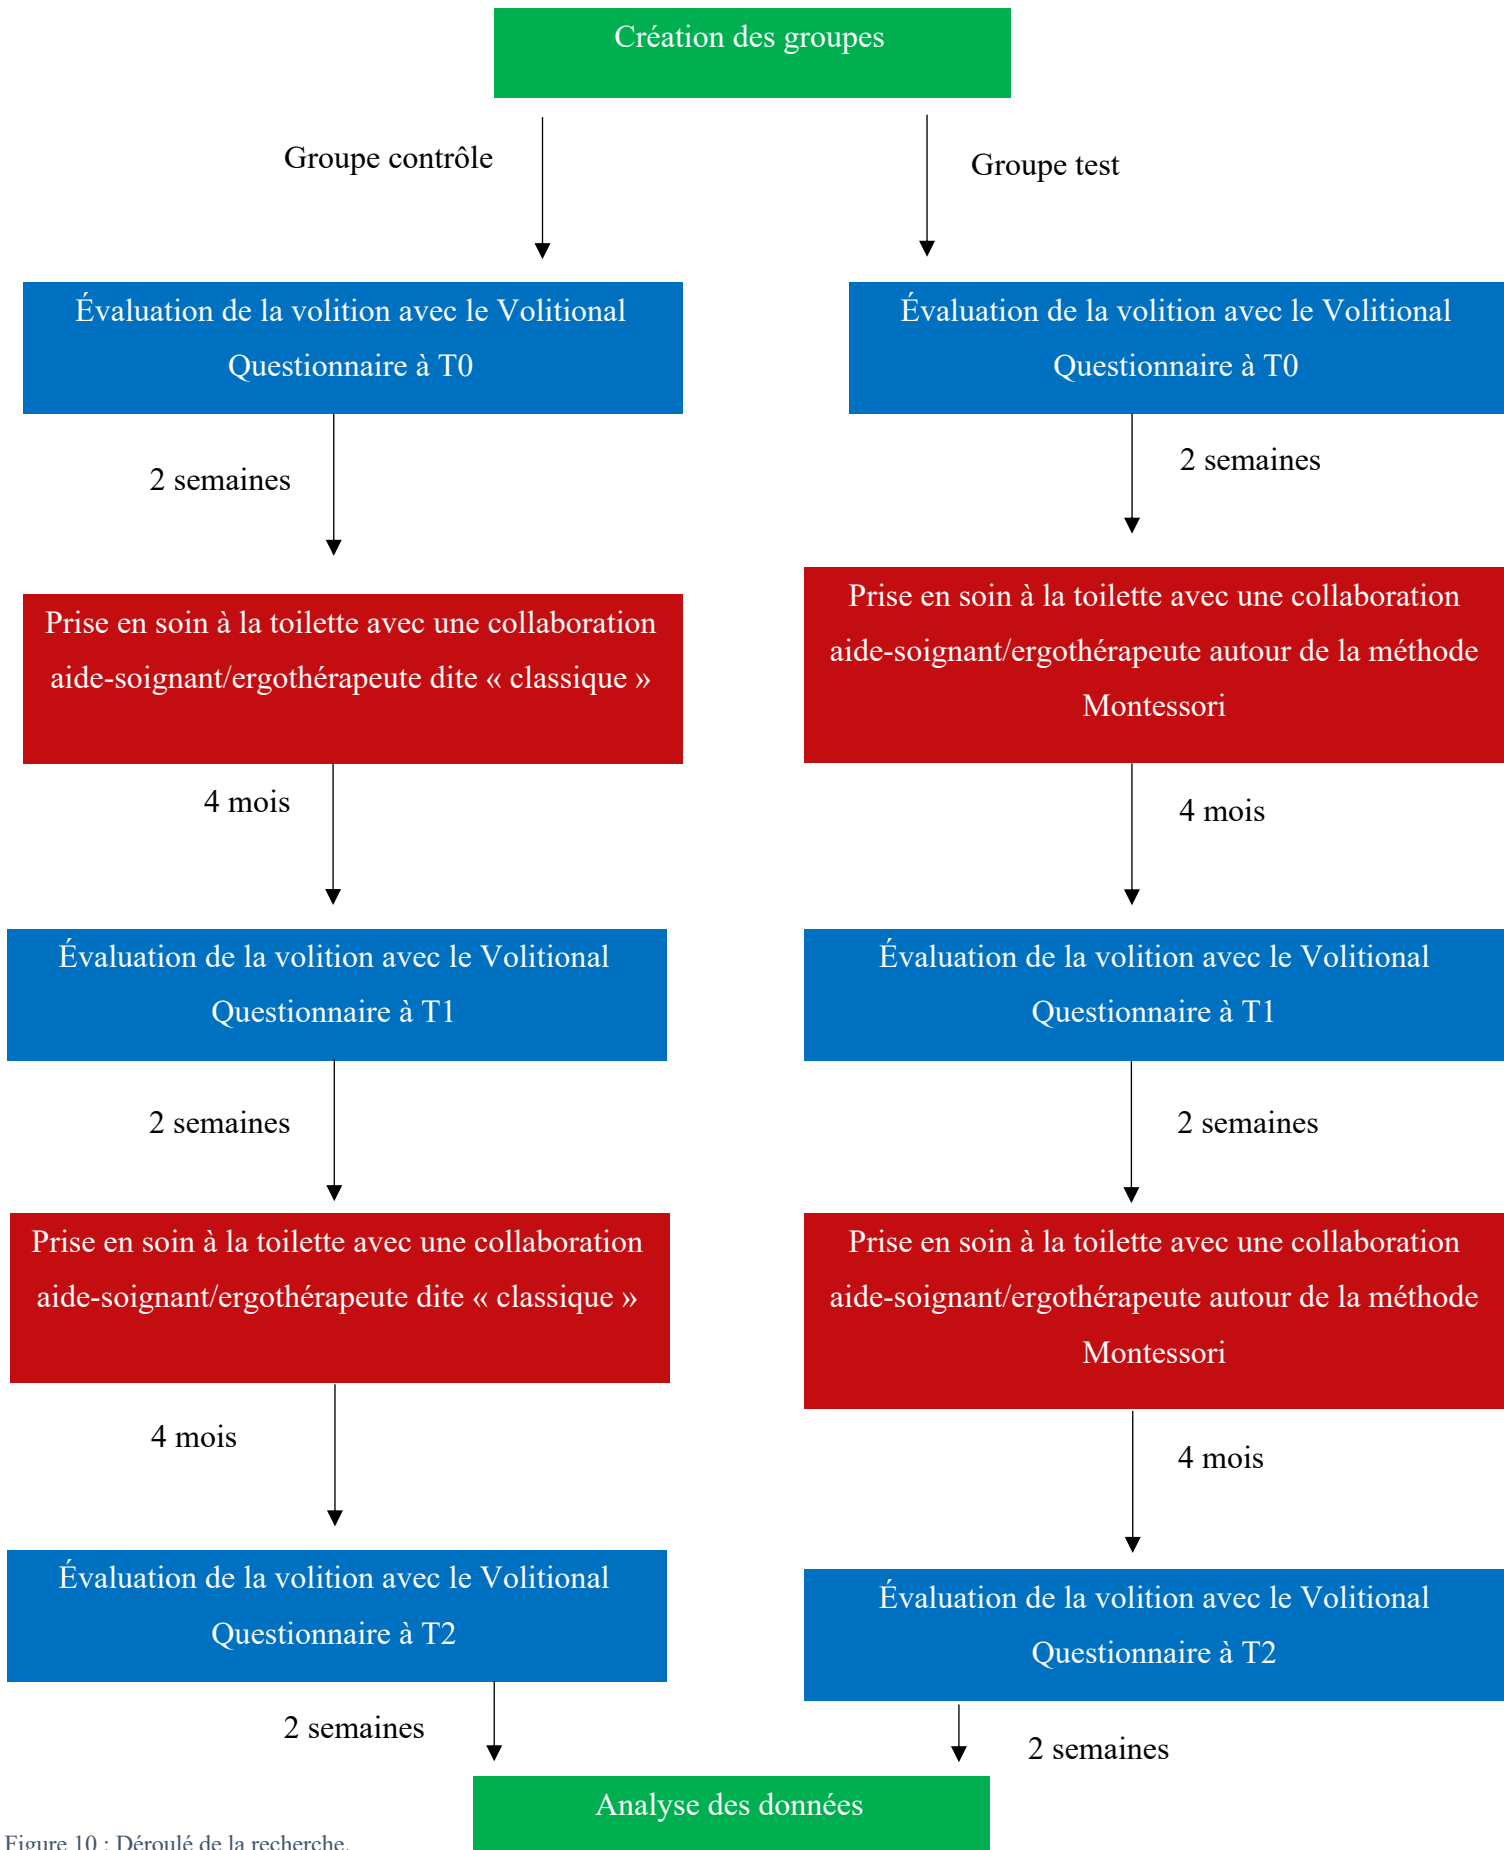 Création des groupes
Groupe contrôle
Groupe test
Évaluation de la volition avec le Volitional
Questionnaire à T0
Évaluation de la volition avec le Volitional
Questionnaire à T0
2 semaines
2 semaines
Prise en soin à la toilette avec une collaboration
aide-soignant/ergothérapeute dite « classique »
Prise en soin à la toilette avec une collaboration
aide-soignant/ergothérapeute autour de la méthode
Montessori
4 mois
4 mois
Évaluation de la volition avec le Volitional
Questionnaire à T1
Évaluation de la volition avec le Volitional
Questionnaire à T1
2 semaines
2 semaines
Prise en soin à la toilette avec une collaboration
aide-soignant/ergothérapeute dite « classique »
Prise en soin à la toilette avec une collaboration
aide-soignant/ergothérapeute autour de la méthode
Montessori
4 mois
4 mois
Évaluation de la volition avec le Volitional
Questionnaire à T2
Évaluation de la volition avec le Volitional
Questionnaire à T2
2 semaines
2 semaines
Analyse des données
Figure 10 : Déroulé de la recherche.